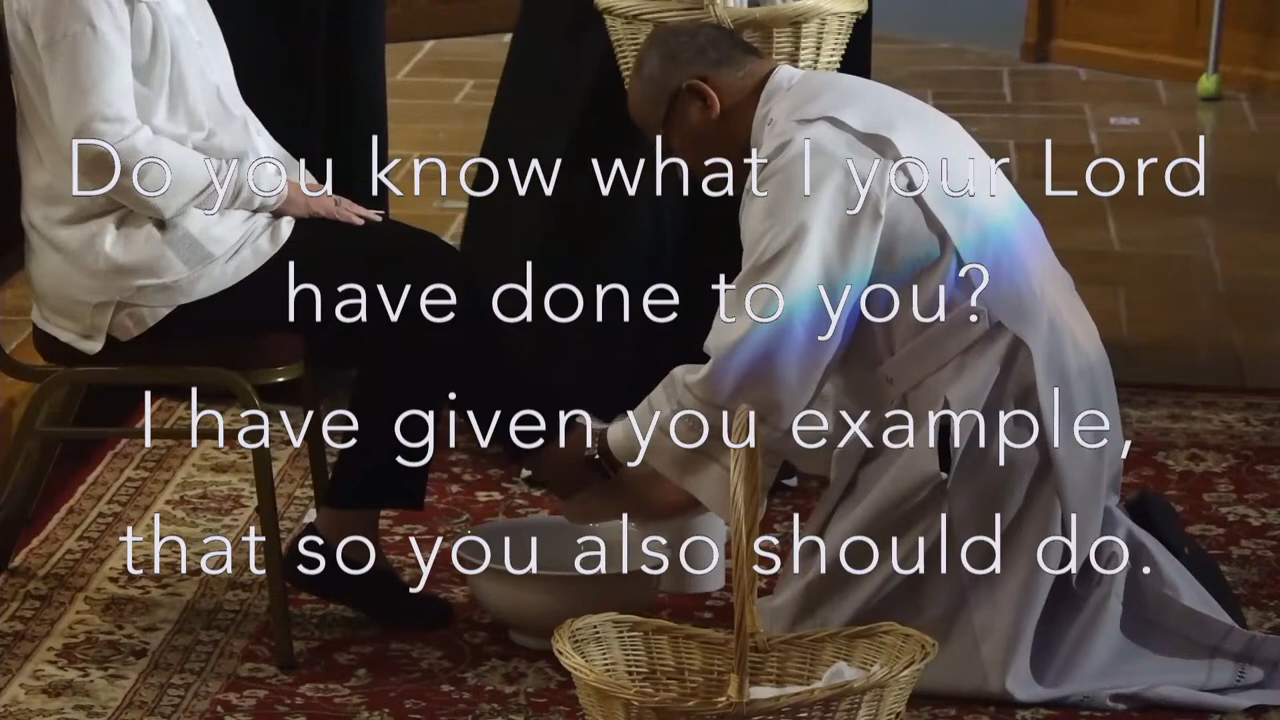 Do you know what I your Lord
have done to you?
I have given you example,
that so you also should do.